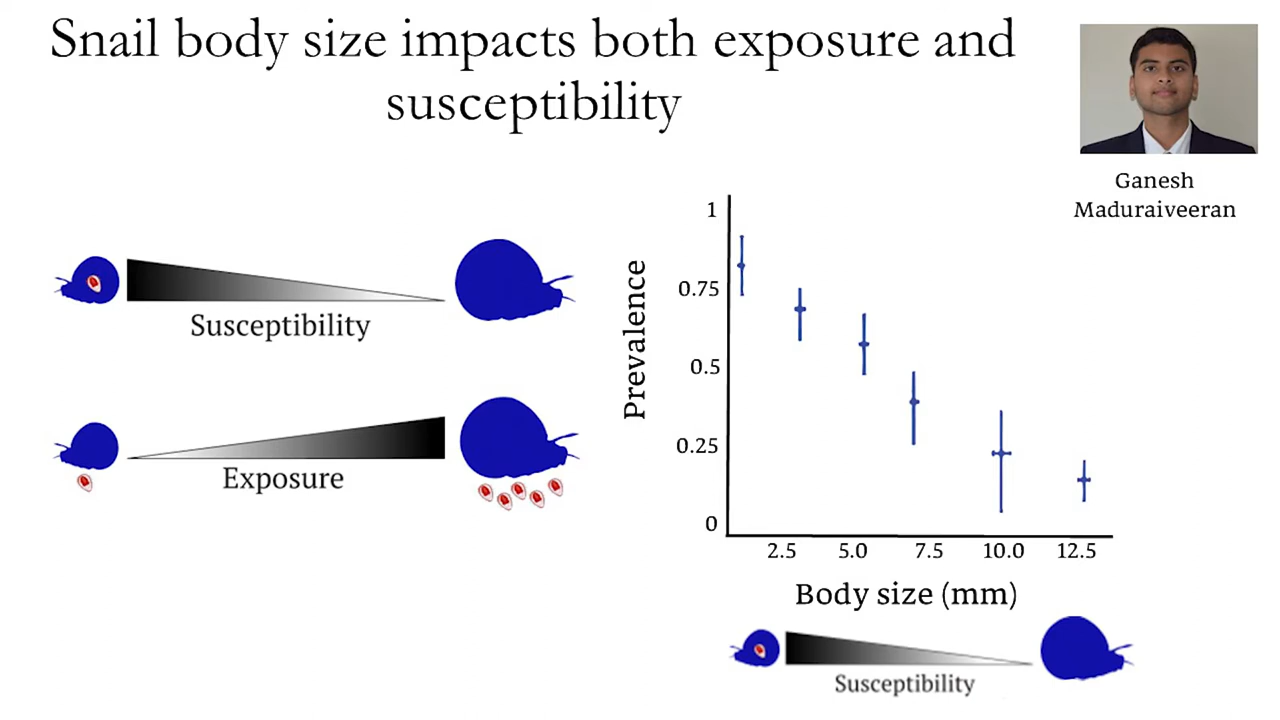 Snail body size impacts both exposure and
susceptibility
Ganesh
Maduraiveeran
Susceptibility
Exposure
Prevalence
1
0.75
0.5
0.25
0
2.5 5.0 7.5 10.0 12.5
Body size (mm)
Susceptibility